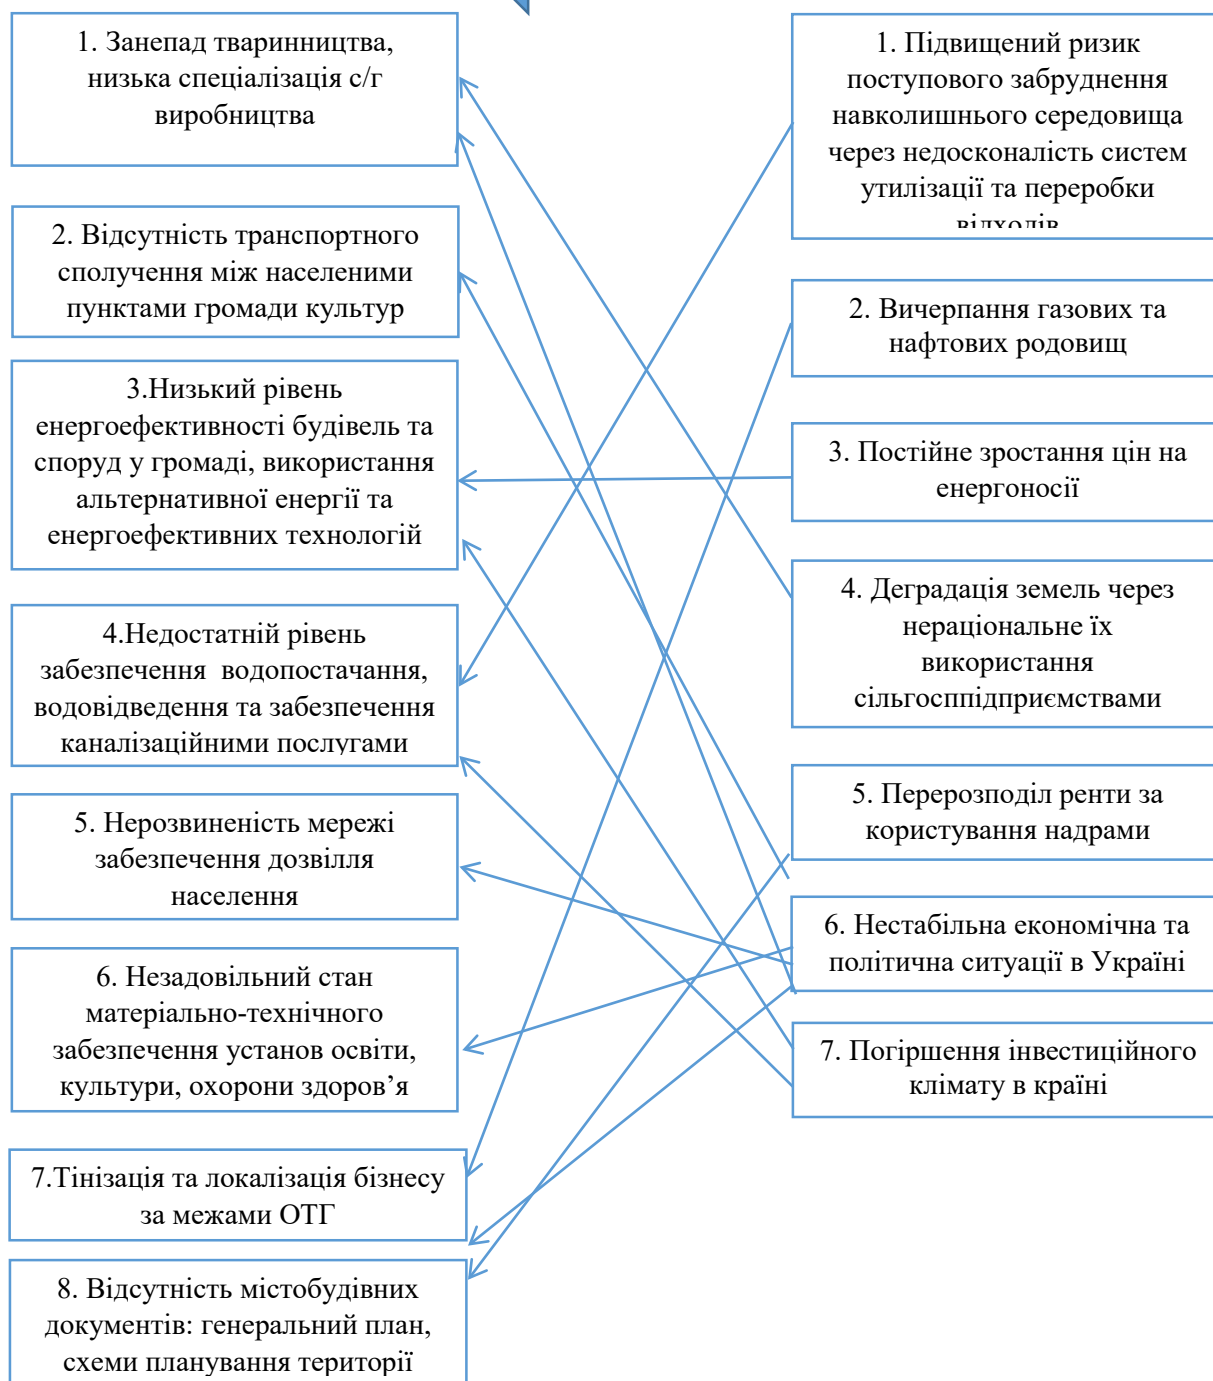 1. Занепад тваринництва,
низька спеціалізація с/г
виробництва
2. Відсутність транспортного
сполучення між населеними
пунктами громади культур
3.Низький рівень
енергоефективності будівель та
споруд у громаді, використання
альтернативної енергії та
енергоефективних технологій
4.Недостатній рівень
забезпечення водопостачання,
водовідведення та забезпечення
каналізаційними послугами
5. Нерозвиненість мережі
забезпечення дозвілля
населення
6. Незадовільний стан
матеріально-технічного
забезпечення установ освіти,
культури, охорони здоров’я
7.Тінізація та локалізація бізнесу
за межами ОТГ
8. Відсутність містобудівних
документів: генеральний план,
схеми планування території
1. Підвищений ризик
поступового забруднення
навколишнього середовища
через недосконалість систем
утилізації та переробки
відходів
2. Вичерпання газових та
нафтових родовищ
3. Постійне зростання цін на
енергоносії
4. Деградація земель через
нераціональне їх
використання
сільгосппідприємствами
5. Перерозподіл ренти за
користування надрами
6. Нестабільна економічна та
політична ситуації в Україні
7. Погіршення інвестиційного
клімату в країні